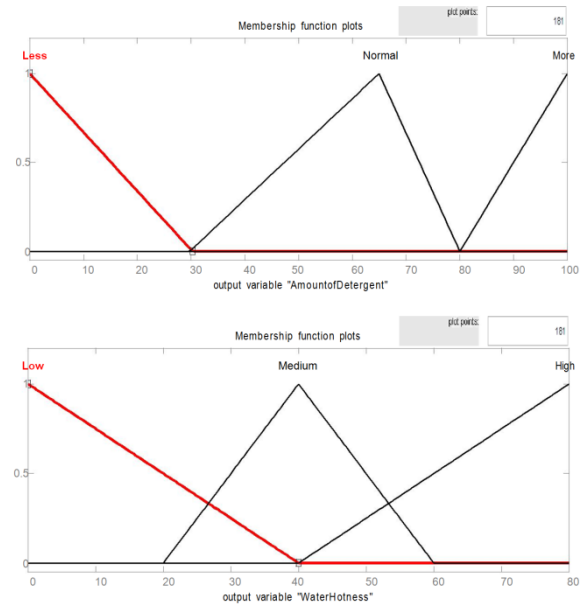 plot points:
181
Membership function plots
Less Normal More
1
0.5
0
0 10 20 30 40 50 60 70 80 90 100
output variable "AmountofDetergent"
plot points:
181
Membership function plots
Low Medium High
1
0.5
0
0 10 20 30 40 50 60 70 80
output variable "WaterHotness"